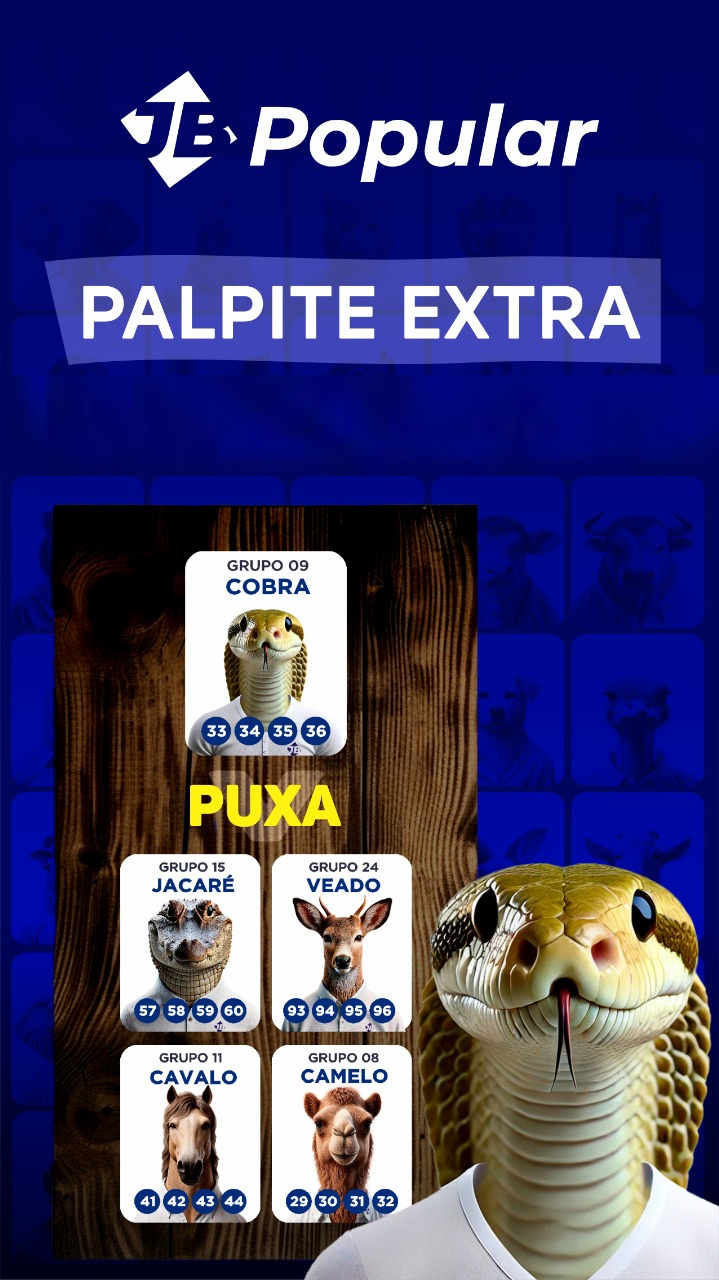 JB Popular
PALPITE EXTRA
GRUPO 09
COBRA
33 34 35 36
JB
PUXA
GRUPO 15
JACARÉ
57 58 59 60
GRUPO 24
VEADO
93 94 95 96
GRUPO 11
CAVALO
41 42 43 44
GRUPO 08
CAMELO
29 30 31 32